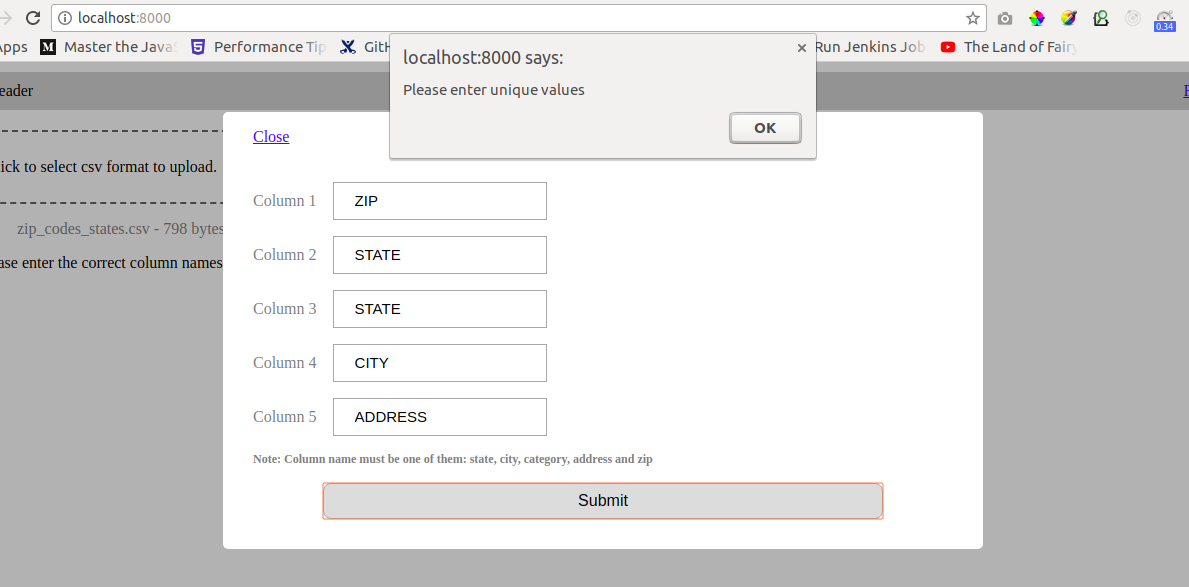 localhost:8000
0.34
Apps M Master the Java 5 Performance Tip Gith Run Jenkins Job The Land of Fairy
localhost:8000 says:
Please enter unique values
OK
eader
Close
ick to select csv format to upload.
zip_codes_states.csv - 798 bytes
ase enter the correct column names
Column 1 ZIP
Column 2 STATE
Column 3 STATE
Column 4 CITY
Column 5 ADDRESS
Note: Column name must be one of them: state, city, category, address and zip
Submit